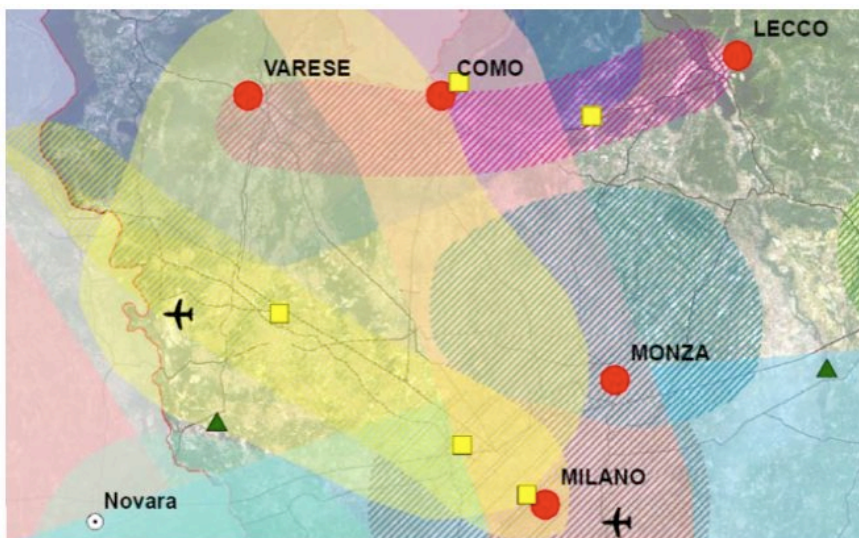 LECCO
VARESE
COMO
MONZA
MILANO
Novara